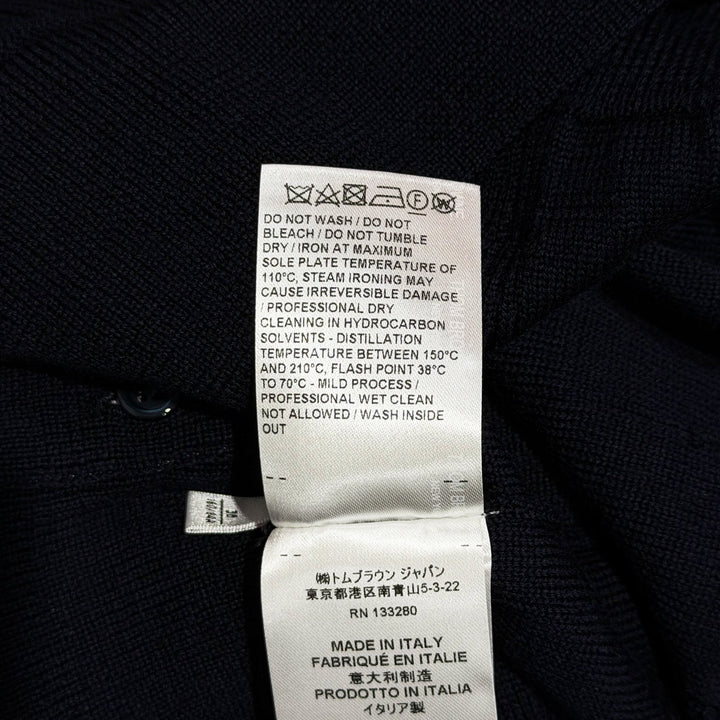 F W
DO NOT WASH / DO NOT
BLEACH / DO NOT TUMBLE
DRY / IRON AT MAXIMUM
SOLE PLATE TEMPERATURE OF
110°C, STEAM IRONING MAY
CAUSE IRREVERSIBLE DAMAGE
/ PROFESSIONAL DRY
CLEANING IN HYDROCARBON
SOLVENTS - DISTILLATION
TEMPERATURE BETWEEN 150°C
AND 210°C, FLASH POINT 38°C
TO 70°C - MILD PROCESS /
PROFESSIONAL WET CLEAN
NOT ALLOWED / WASH INSIDE
OUT
㈱トムブラウン ジャパン
東京都港区南青山5-3-22
RN 133280
MADE IN ITALY
FABRIQUÉ EN ITALIE
意大利制造
PRODOTTO IN ITALIA
イタリア製